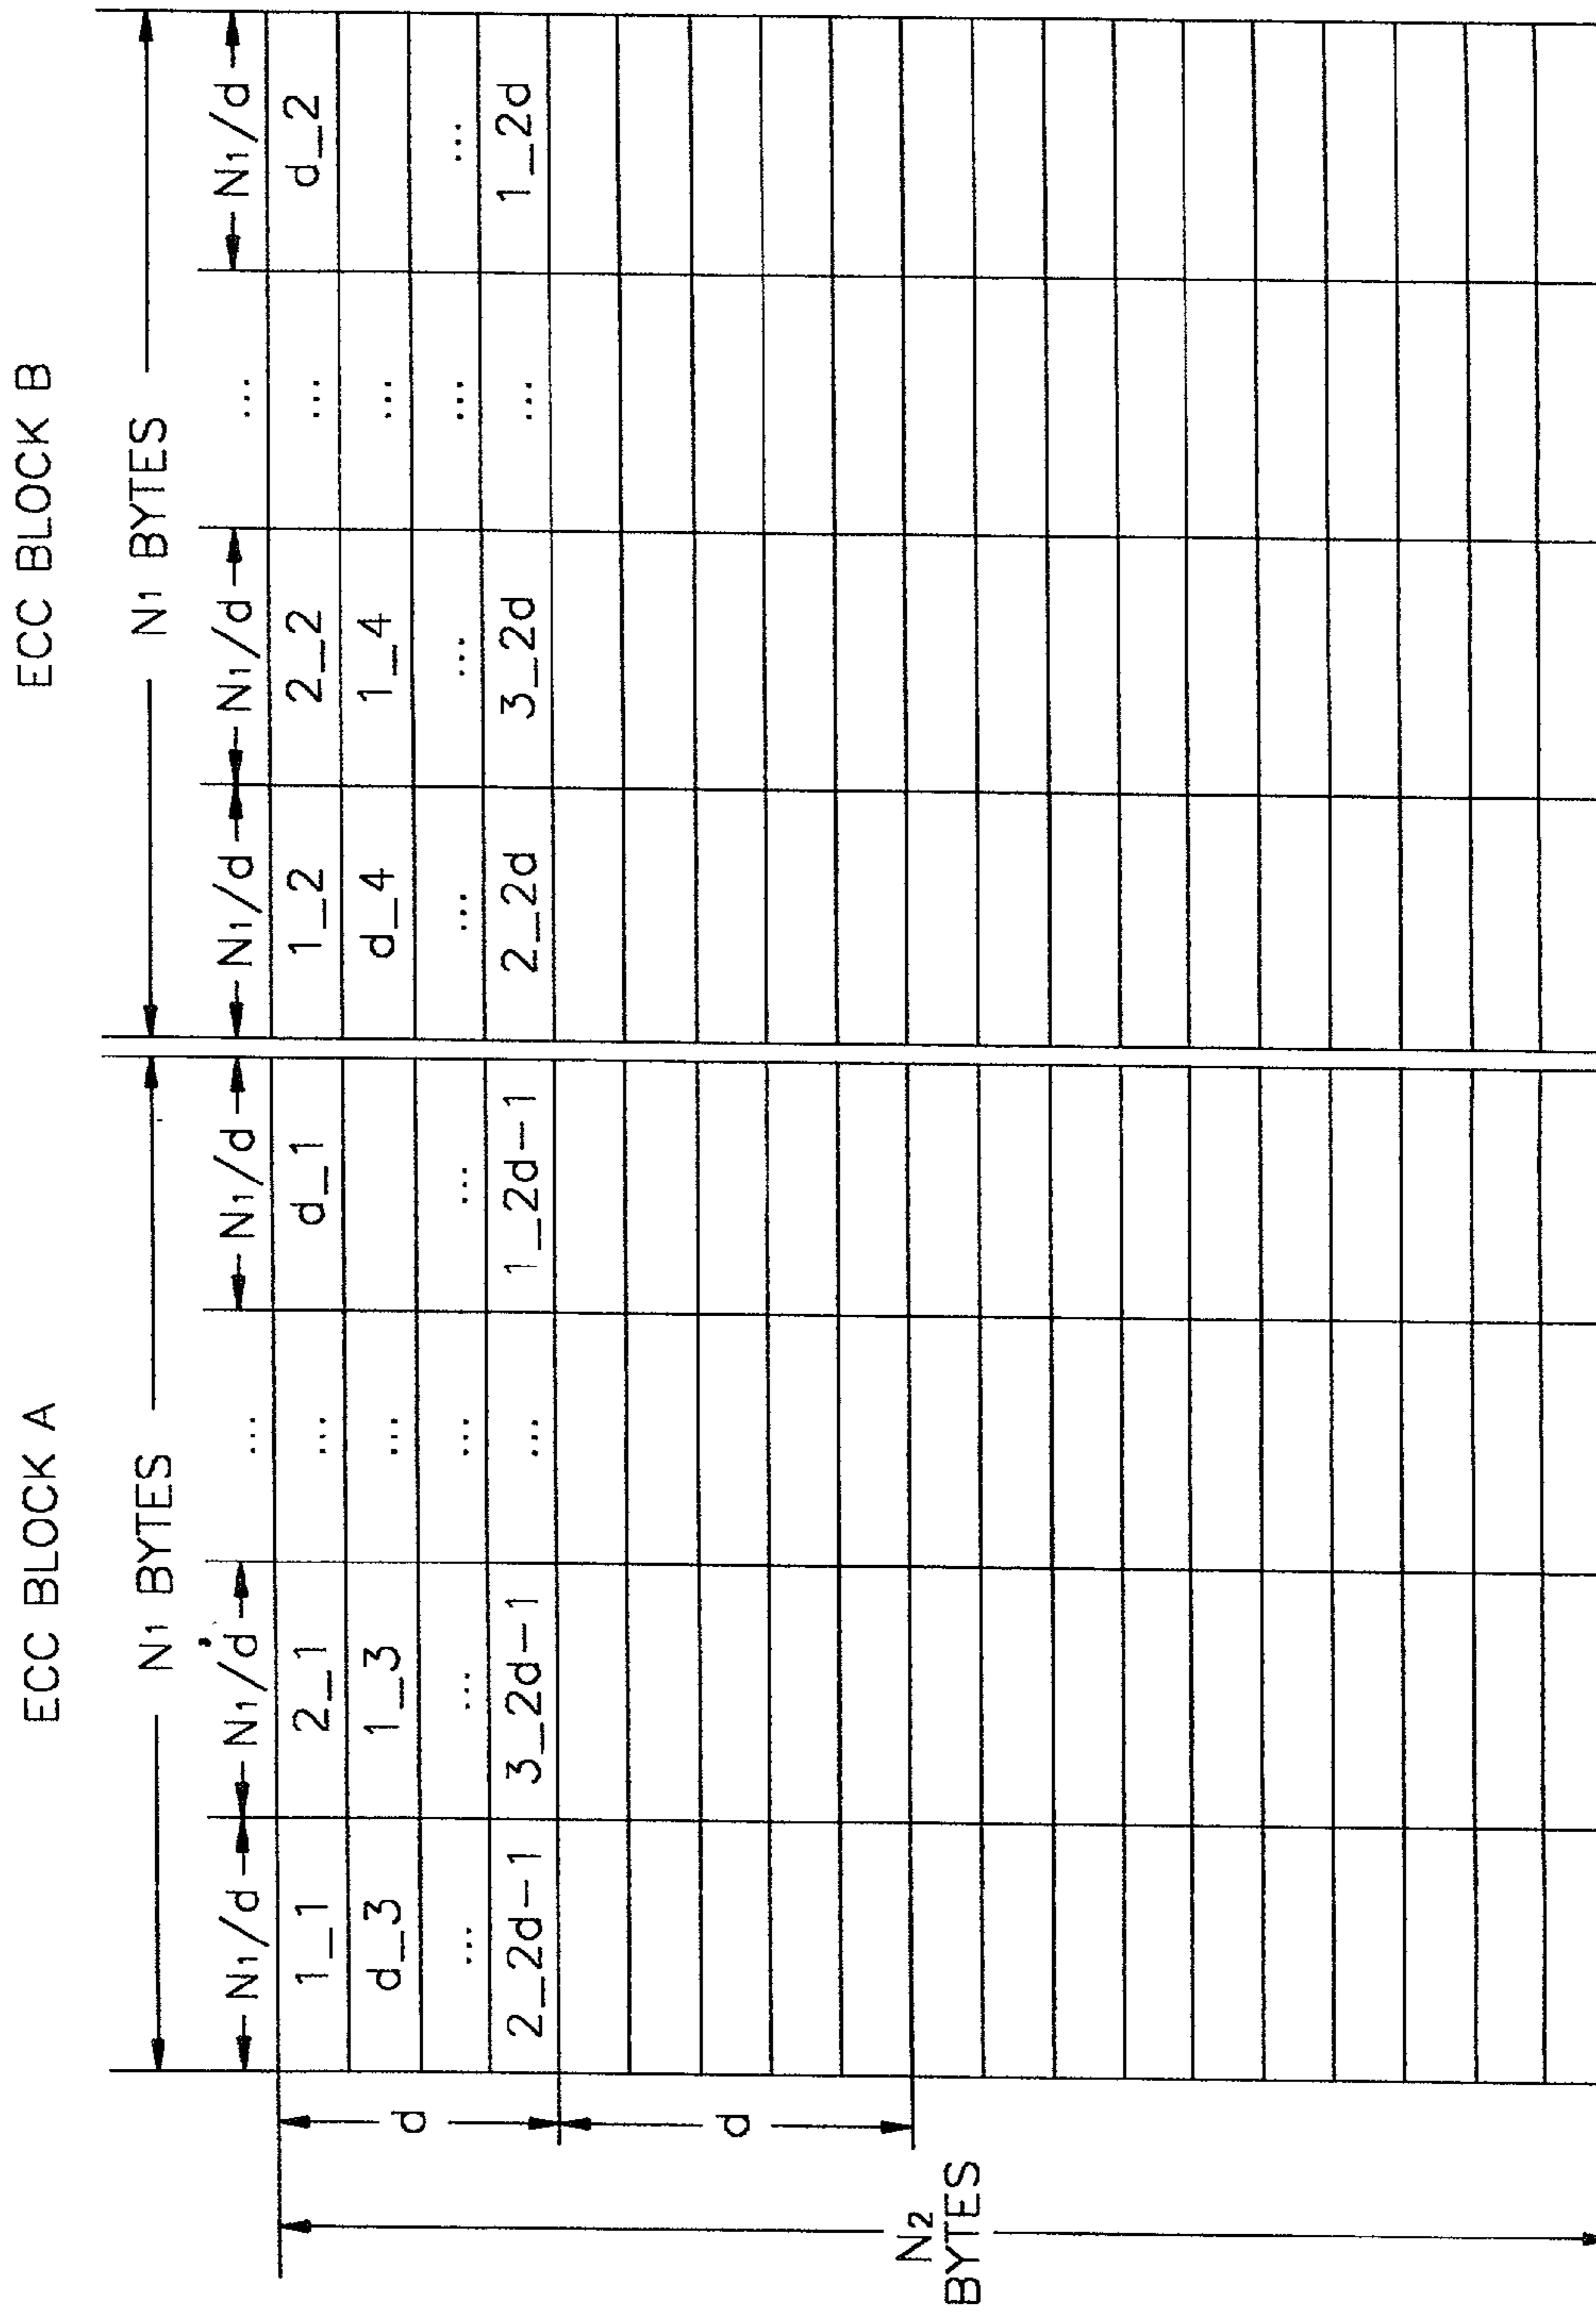 ECC BLOCK A ECC BLOCK B
N1 BYTES N1 BYTES
N1/d N1/d ... N1/d N1/d N1/d ... N1/d
1_1 2_1 ... d_1 1_2 2_2 ... d_2
d_3 1_3 ... d_4 1_4 ...
... ... ... ... ... ... ... ...
2_2d-1 3_2d-1 ... 1_2d-1 2_2d 3_2d ... 1_2d
d
d
N2
BYTES